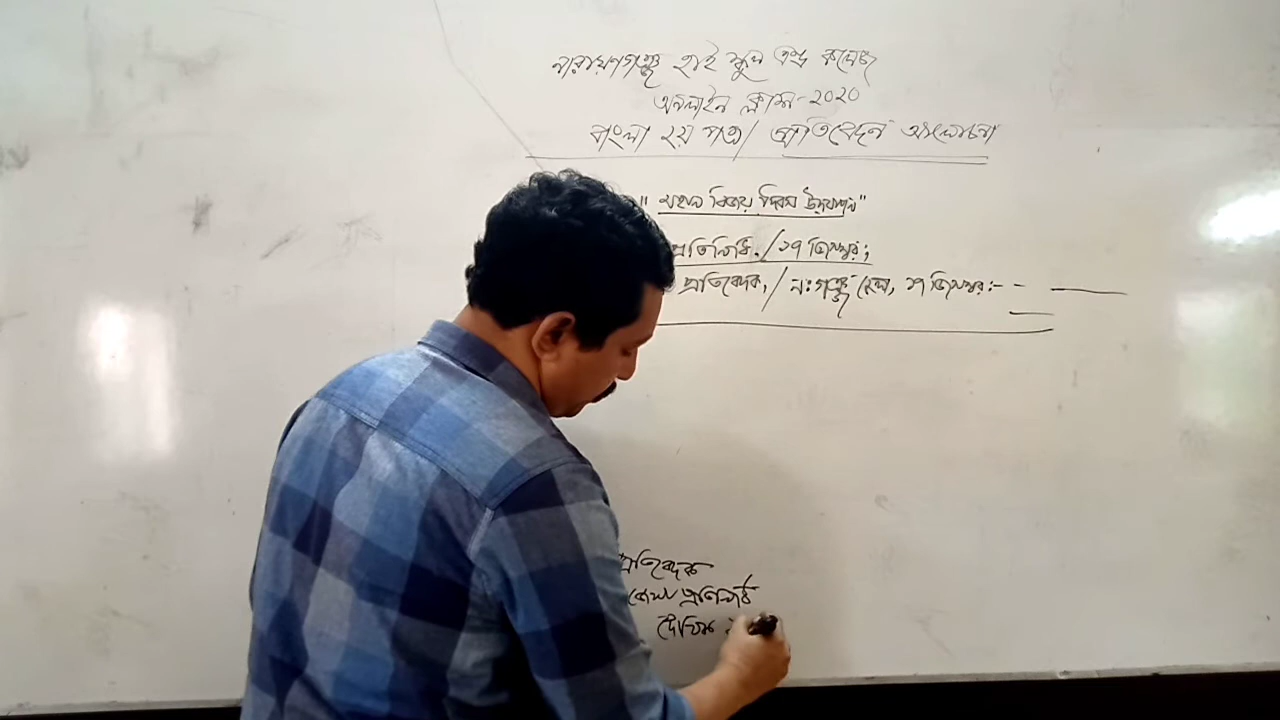 নারায়ণগঞ্জ হাই স্কুল এন্ড কলেজ
অনলাইন ক্লাশ-২০২০
বাংলা ২য় পত্র / প্রতিবেদন আলোচনা
" মহান বিজয় দিবস উদযাপন"
প্রতিনিধি. / ১৭ ডিসেম্বর;
প্রতিবেদক, / না:গঞ্জ থেকে, ১৭ ডিসেম্বর:--
প্রতিবেদক
জেলা প্রতিনিধি
দৈনিক